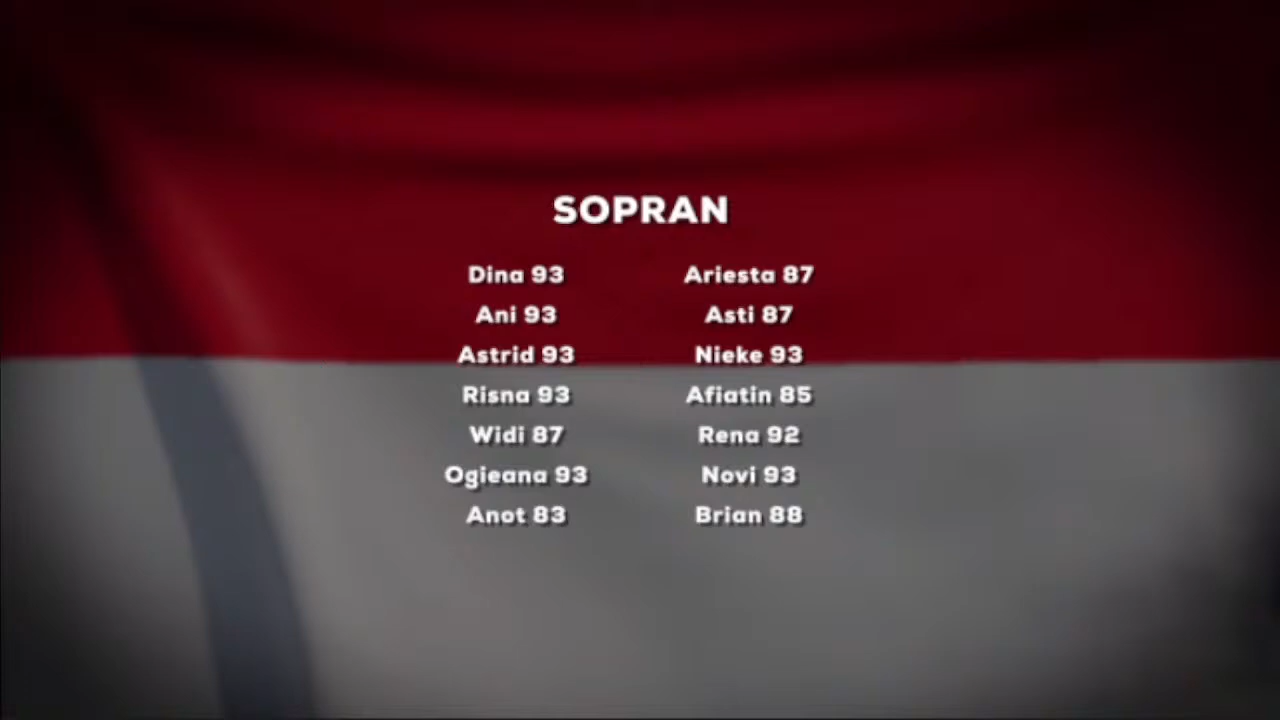 SOPRAN
Dina 93
Ani 93
Astrid 93
Risna 93
Widi 87
Ogieana 93
Anot 83
Ariesta 87
Asti 87
Nieke 93
Afiatin 85
Rena 92
Novi 93
Brian 88